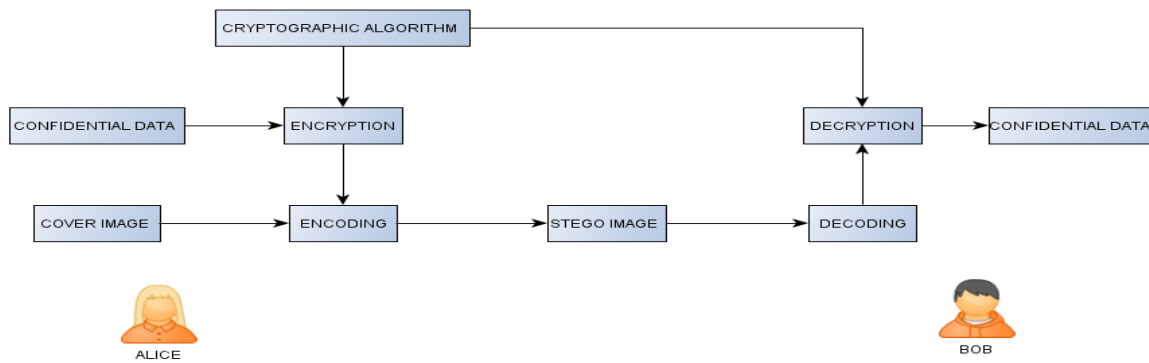 CRYPTOGRAPHIC ALGORITHM
CONFIDENTIAL DATA
ENCRYPTION
DECRYPTION
CONFIDENTIAL DATA
COVER IMAGE
ENCODING
STEGO IMAGE
DECODING
ALICE
BOB